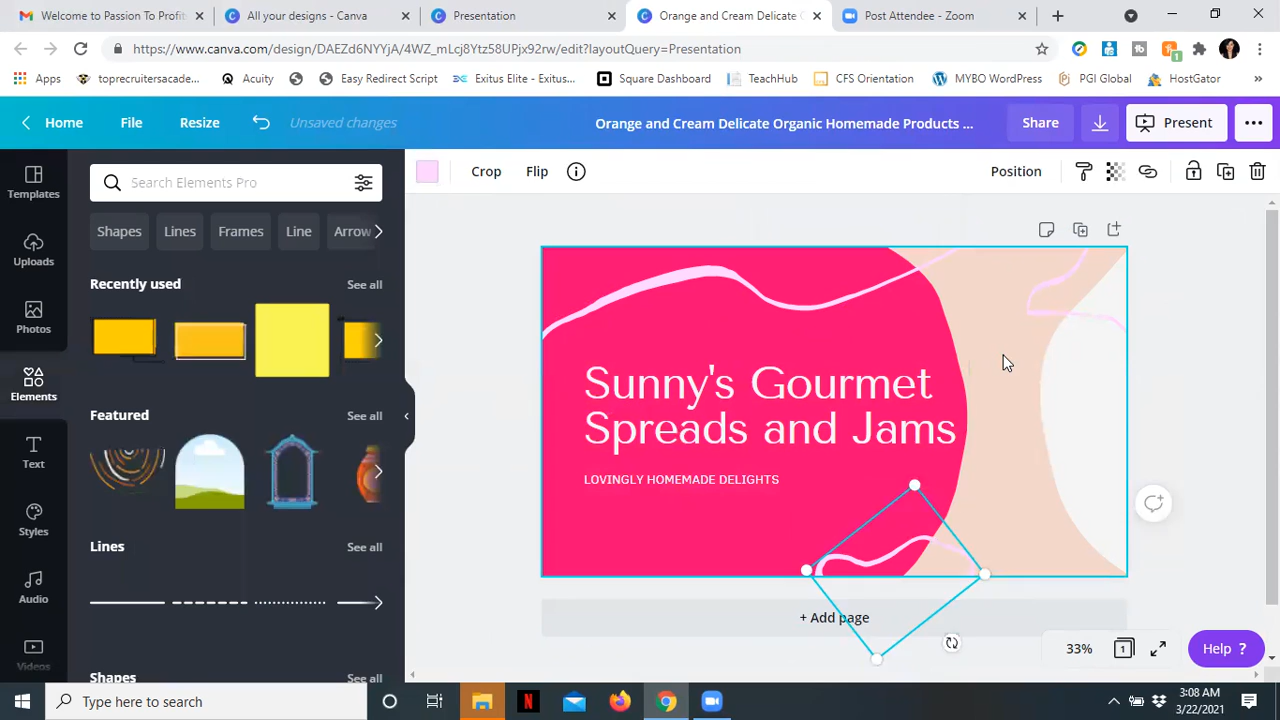 Welcome to Passion To Profit
All your designs - Canva
Presentation
Orange and Cream Delicate
Post Attendee - Zoom
https://www.canva.com/design/DAEZd6NYYjA/4WZ_mLcjBYtz58UPJx92rw/edit?layoutQuery=Presentation
Apps
toprecruitersacade...
Acuity
Easy Redirect Script
Exitus Elite - Exitus...
Square Dashboard
TeachHub
CFS Orientation
MYBO WordPress
PGI Global
HostGator
Home
File
Resize
Unsaved changes
Orange and Cream Delicate Organic Homemade Products ...
Share
Present
Templates
Uploads
Photos
Elements
Text
Styles
Audio
Videos
Search Elements Pro
Shapes
Lines
Frames
Line
Arrow
Recently used
See all
Featured
See all
Lines
See all
Shapes
See all
Crop
Flip
Position
Sunny's Gourmet
Spreads and Jams
LOVINGLY HOMEMADE DELIGHTS
+ Add page
33%
1
Help ?
Type here to search
3:08 AM
3/22/2021